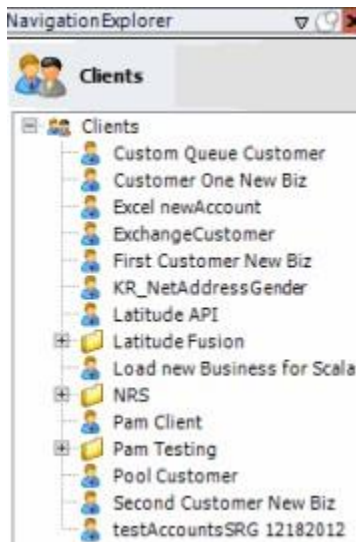 NavigationExplorer
Clients
Clients
Custom Queue Customer
Customer One New Biz
Excel newAccount
ExchangeCustomer
First Customer New Biz
KR_NetAddressGender
Latitude API
Latitude Fusion
Load new Business for Scala
NRS
Pam Client
Pam Testing
Pool Customer
Second Customer New Biz
testAccountsSRG 12182012